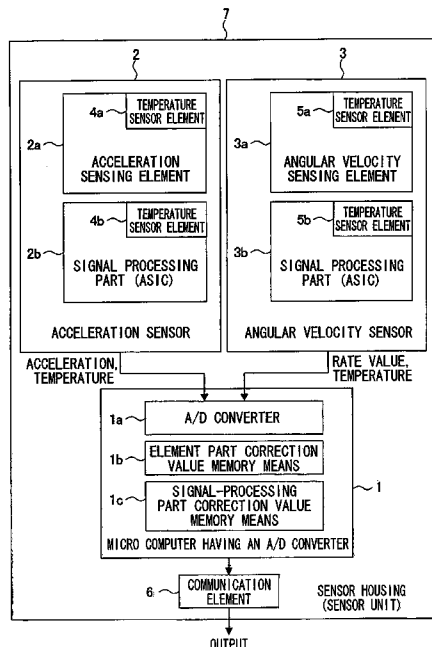 7
2
3
4a
TEMPERATURE
SENSOR ELEMENT
2a
ACCELERATION
SENSING ELEMENT
4b
TEMPERATURE
SENSOR ELEMENT
2b
SIGNAL PROCESSING
PART (ASIC)
ACCELERATION SENSOR
5a
TEMPERATURE
SENSOR ELEMENT
3a
ANGULAR VELOCITY
SENSING ELEMENT
5b
TEMPERATURE
SENSOR ELEMENT
3b
SIGNAL PROCESSING
PART (ASIC)
ANGULAR VELOCITY SENSOR
ACCELERATION,
TEMPERATURE
RATE VALUE,
TEMPERATURE
1a
A/D CONVERTER
1b
ELEMENT PART CORRECTION
VALUE MEMORY MEANS
1c
SIGNAL-PROCESSING
PART CORRECTION VALUE
MEMORY MEANS
1
MICRO COMPUTER HAVING AN A/D CONVERTER
6
COMMUNICATION
ELEMENT
SENSOR HOUSING
(SENSOR UNIT)
OUTPUT